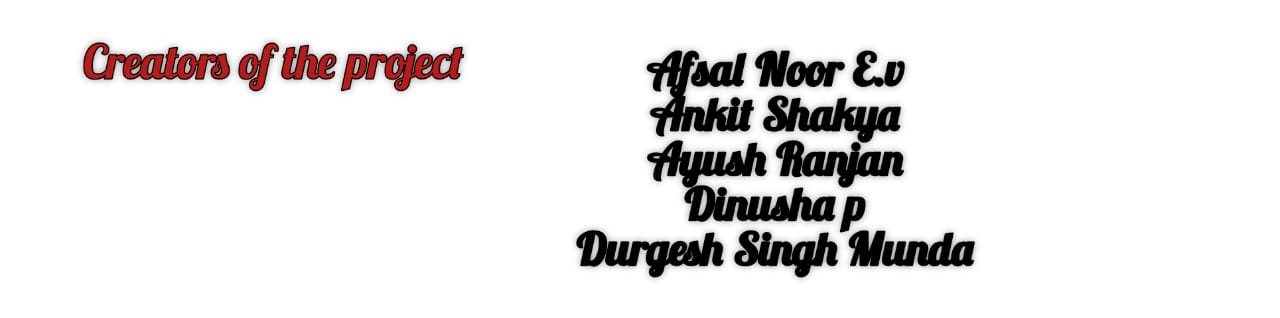 Creators of the project
Afsal Noor E.v
Ankit Shakya
Ayush Ranjan
Dinusha p
Durgesh Singh Munda